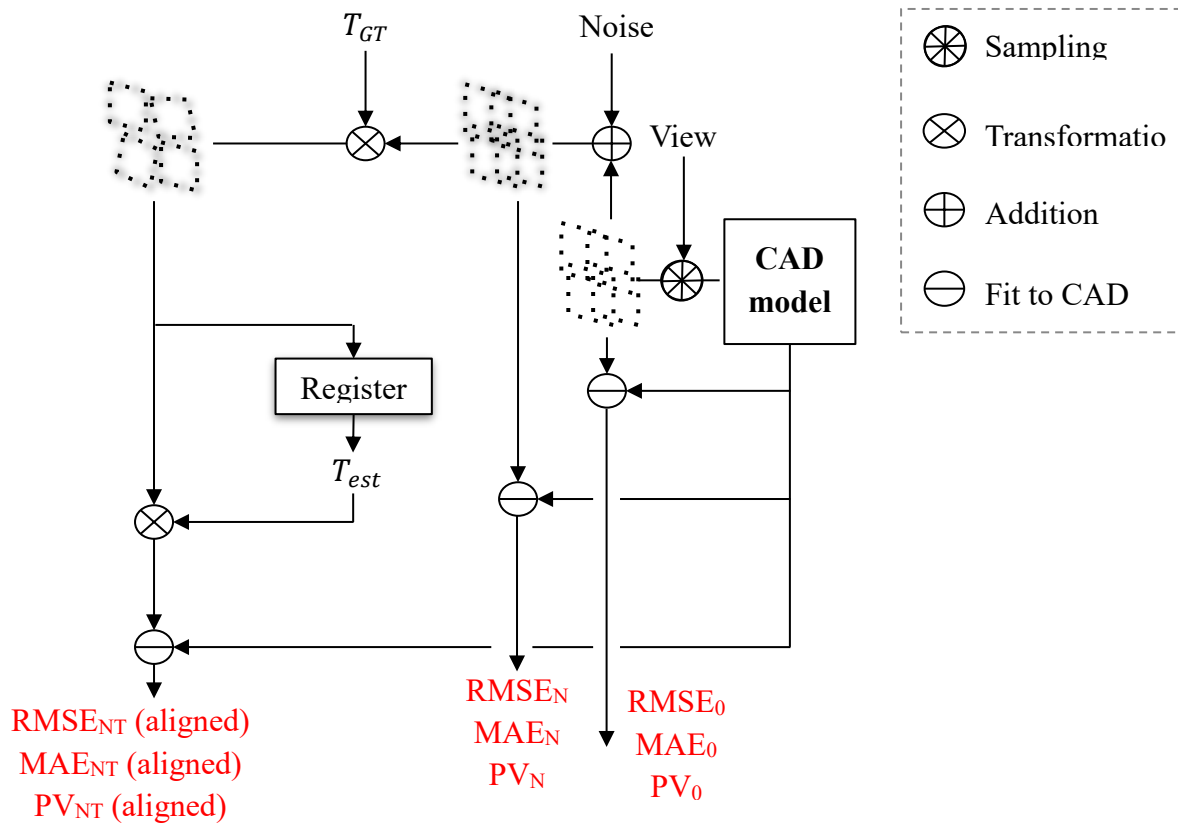 T_GT
Noise
View
CAD
model
Register
T_est
RMSE_N
MAE_N
PV_N
RMSE_0
MAE_0
PV_0
RMSE_NT (aligned)
MAE_NT (aligned)
PV_NT (aligned)
Sampling
Transformatio
Addition
Fit to CAD